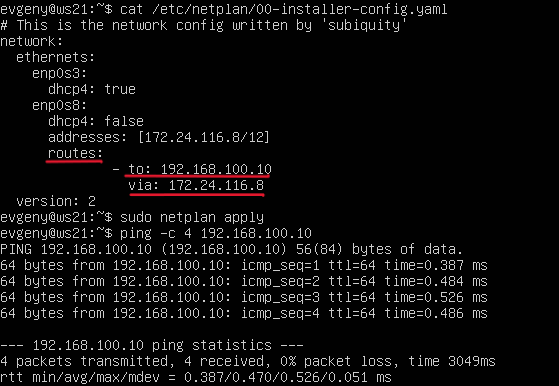 evgeny@ws21:~$ cat /etc/netplan/00-installer-config.yaml
# This is the network config written by 'subiquity'
network:
  ethernets:
    enp0s3:
      dhcp4: true
    enp0s8:
      dhcp4: false
      addresses: [172.24.116.8/12]
      routes:
              - to: 192.168.100.10
                via: 172.24.116.8
  version: 2
evgeny@ws21:~$ sudo netplan apply
evgeny@ws21:~$ ping -c 4 192.168.100.10
PING 192.168.100.10 (192.168.100.10) 56(84) bytes of data.
64 bytes from 192.168.100.10: icmp_seq=1 ttl=64 time=0.387 ms
64 bytes from 192.168.100.10: icmp_seq=2 ttl=64 time=0.484 ms
64 bytes from 192.168.100.10: icmp_seq=3 ttl=64 time=0.526 ms
64 bytes from 192.168.100.10: icmp_seq=4 ttl=64 time=0.486 ms

--- 192.168.100.10 ping statistics ---
4 packets transmitted, 4 received, 0% packet loss, time 3049ms
rtt min/avg/max/mdev = 0.387/0.470/0.526/0.051 ms